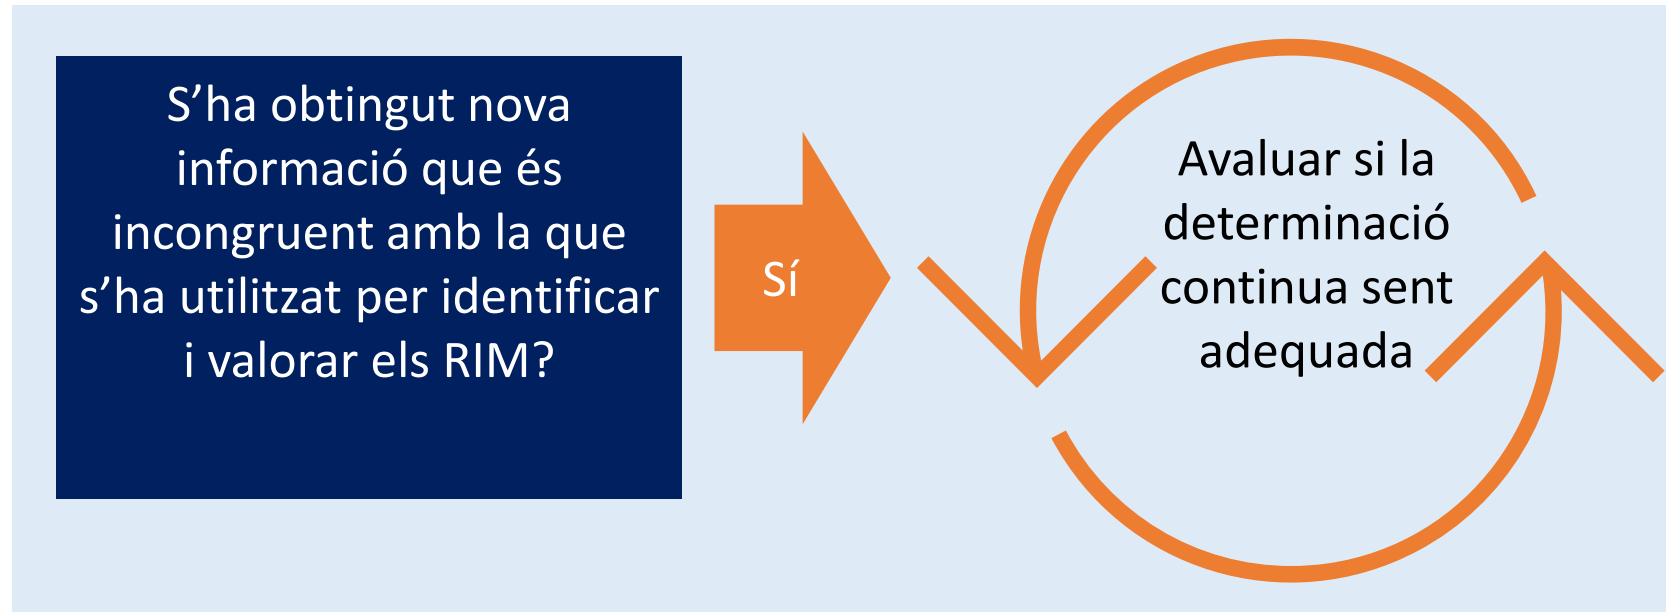 S’ha obtingut nova
informació que és
incongruent amb la que
s’ha utilitzat per identificar
i valorar els RIM?
Sí
Avaluar si la
determinació
continua sent
adequada